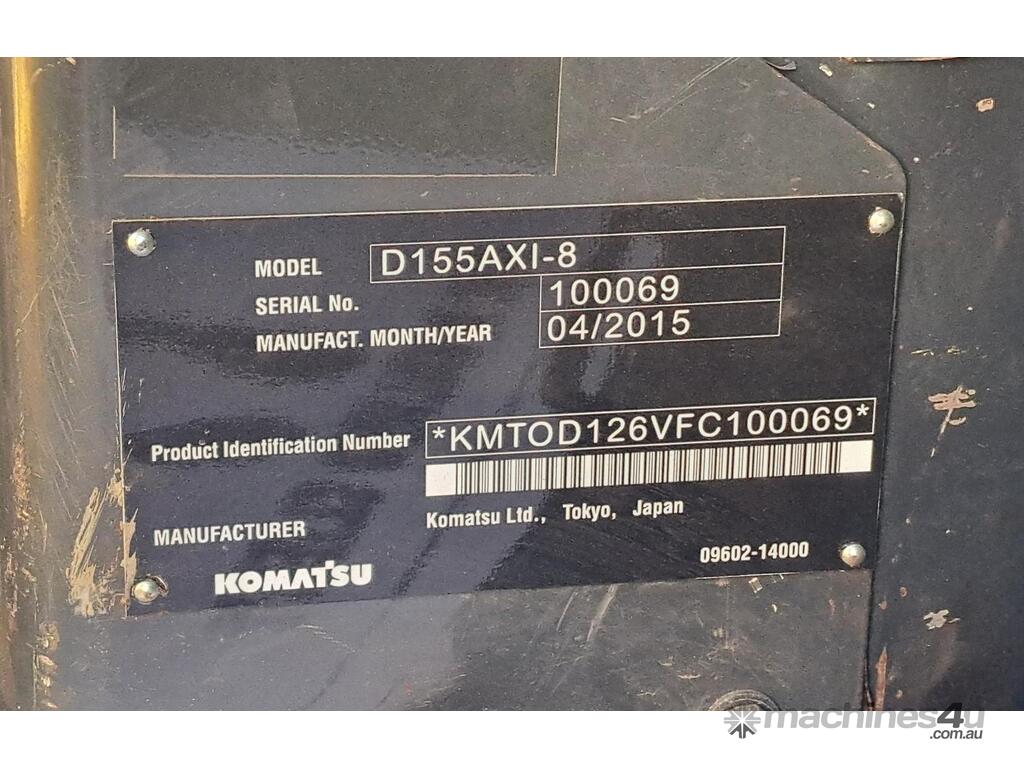 MODEL D155AXI-8
SERIAL No. 100069
MANUFACT. MONTH/YEAR 04/2015
Product Identification Number *KMTOD126VFC100069*
MANUFACTURER Komatsu Ltd., Tokyo, Japan
KOMATSU 09602-14000
machines4u
.com.au